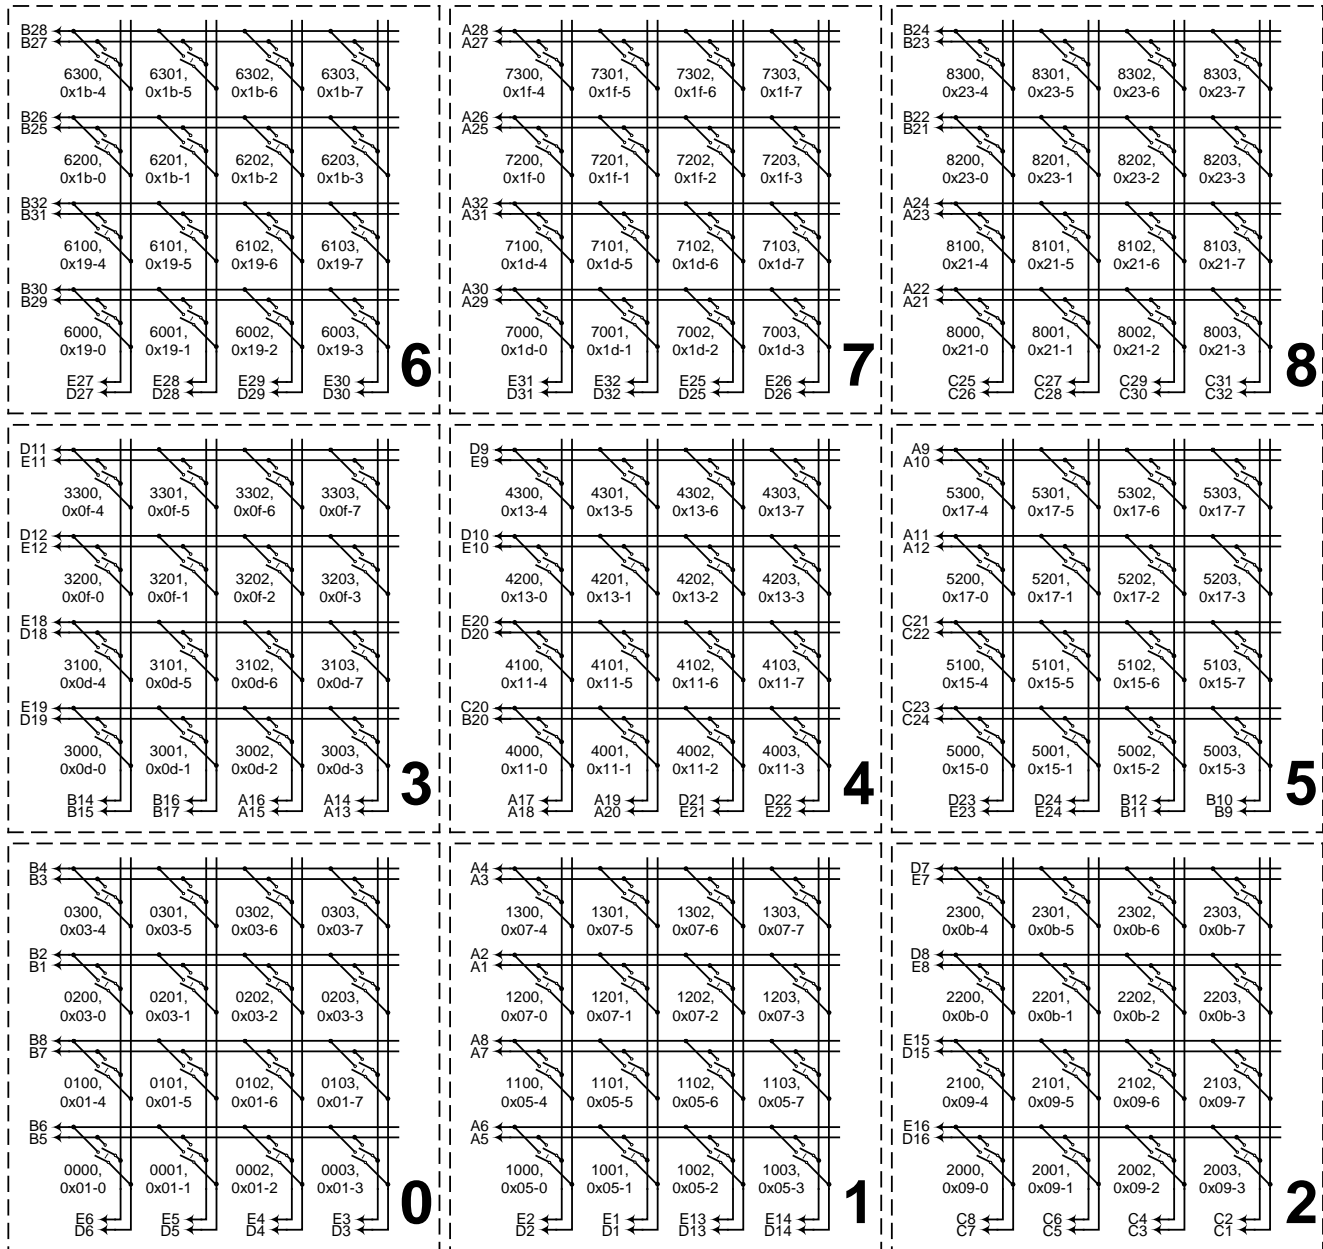 B28
B27
6300, 6301, 6302, 6303,
0x1b-4 0x1b-5 0x1b-6 0x1b-7
B26
B25
6200, 6201, 6202, 6203,
0x1b-0 0x1b-1 0x1b-2 0x1b-3
B32
B31
6100, 6101, 6102, 6103,
0x19-4 0x19-5 0x19-6 0x19-7
B30
B29
6000, 6001, 6002, 6003,
0x19-0 0x19-1 0x19-2 0x19-3
6
E27 E28 E29 E30
D27 D28 D29 D30
A28
A27
7300, 7301, 7302, 7303,
0x1f-4 0x1f-5 0x1f-6 0x1f-7
A26
A25
7200, 7201, 7202, 7203,
0x1f-0 0x1f-1 0x1f-2 0x1f-3
A32
A31
7100, 7101, 7102, 7103,
0x1d-4 0x1d-5 0x1d-6 0x1d-7
A30
A29
7000, 7001, 7002, 7003,
0x1d-0 0x1d-1 0x1d-2 0x1d-3
7
E31 E32 E25 E26
D31 D32 D25 D26
B24
B23
8300, 8301, 8302, 8303,
0x23-4 0x23-5 0x23-6 0x23-7
B22
B21
8200, 8201, 8202, 8203,
0x23-0 0x23-1 0x23-2 0x23-3
A24
A23
8100, 8101, 8102, 8103,
0x21-4 0x21-5 0x21-6 0x21-7
A22
A21
8000, 8001, 8002, 8003,
0x21-0 0x21-1 0x21-2 0x21-3
8
C25 C27 C29 C31
C26 C28 C30 C32
D11
E11
3300, 3301, 3302, 3303,
0x0f-4 0x0f-5 0x0f-6 0x0f-7
D12
E12
3200, 3201, 3202, 3203,
0x0f-0 0x0f-1 0x0f-2 0x0f-3
E18
D18
3100, 3101, 3102, 3103,
0x0d-4 0x0d-5 0x0d-6 0x0d-7
E19
D19
3000, 3001, 3002, 3003,
0x0d-0 0x0d-1 0x0d-2 0x0d-3
3
B14 B16 A16 A14
B15 B17 A15 A13
D9
E9
4300, 4301, 4302, 4303,
0x13-4 0x13-5 0x13-6 0x13-7
D10
E10
4200, 4201, 4202, 4203,
0x13-0 0x13-1 0x13-2 0x13-3
E20
D20
4100, 4101, 4102, 4103,
0x11-4 0x11-5 0x11-6 0x11-7
C20
B20
4000, 4001, 4002, 4003,
0x11-0 0x11-1 0x11-2 0x11-3
4
A17 A19 D21 D22
A18 A20 E21 E22
A9
A10
5300, 5301, 5302, 5303,
0x17-4 0x17-5 0x17-6 0x17-7
A11
A12
5200, 5201, 5202, 5203,
0x17-0 0x17-1 0x17-2 0x17-3
C21
C22
5100, 5101, 5102, 5103,
0x15-4 0x15-5 0x15-6 0x15-7
C23
C24
5000, 5001, 5002, 5003,
0x15-0 0x15-1 0x15-2 0x15-3
5
D23 D24 B12 B10
E23 E24 B11 B9
B4
B3
0300, 0301, 0302, 0303,
0x03-4 0x03-5 0x03-6 0x03-7
B2
B1
0200, 0201, 0202, 0203,
0x03-0 0x03-1 0x03-2 0x03-3
B8
B7
0100, 0101, 0102, 0103,
0x01-4 0x01-5 0x01-6 0x01-7
B6
B5
0000, 0001, 0002, 0003,
0x01-0 0x01-1 0x01-2 0x01-3
0
E6 E5 E4 E3
D6 D5 D4 D3
A4
A3
1300, 1301, 1302, 1303,
0x07-4 0x07-5 0x07-6 0x07-7
A2
A1
1200, 1201, 1202, 1203,
0x07-0 0x07-1 0x07-2 0x07-3
A8
A7
1100, 1101, 1102, 1103,
0x05-4 0x05-5 0x05-6 0x05-7
A6
A5
1000, 1001, 1002, 1003,
0x05-0 0x05-1 0x05-2 0x05-3
1
E2 E1 E13 E14
D2 D1 D13 D14
D7
E7
2300, 2301, 2302, 2303,
0x0b-4 0x0b-5 0x0b-6 0x0b-7
D8
E8
2200, 2201, 2202, 2203,
0x0b-0 0x0b-1 0x0b-2 0x0b-3
E15
D15
2100, 2101, 2102, 2103,
0x09-4 0x09-5 0x09-6 0x09-7
E16
D16
2000, 2001, 2002, 2003,
0x09-0 0x09-1 0x09-2 0x09-3
2
C8 C6 C4 C2
C7 C5 C3 C1